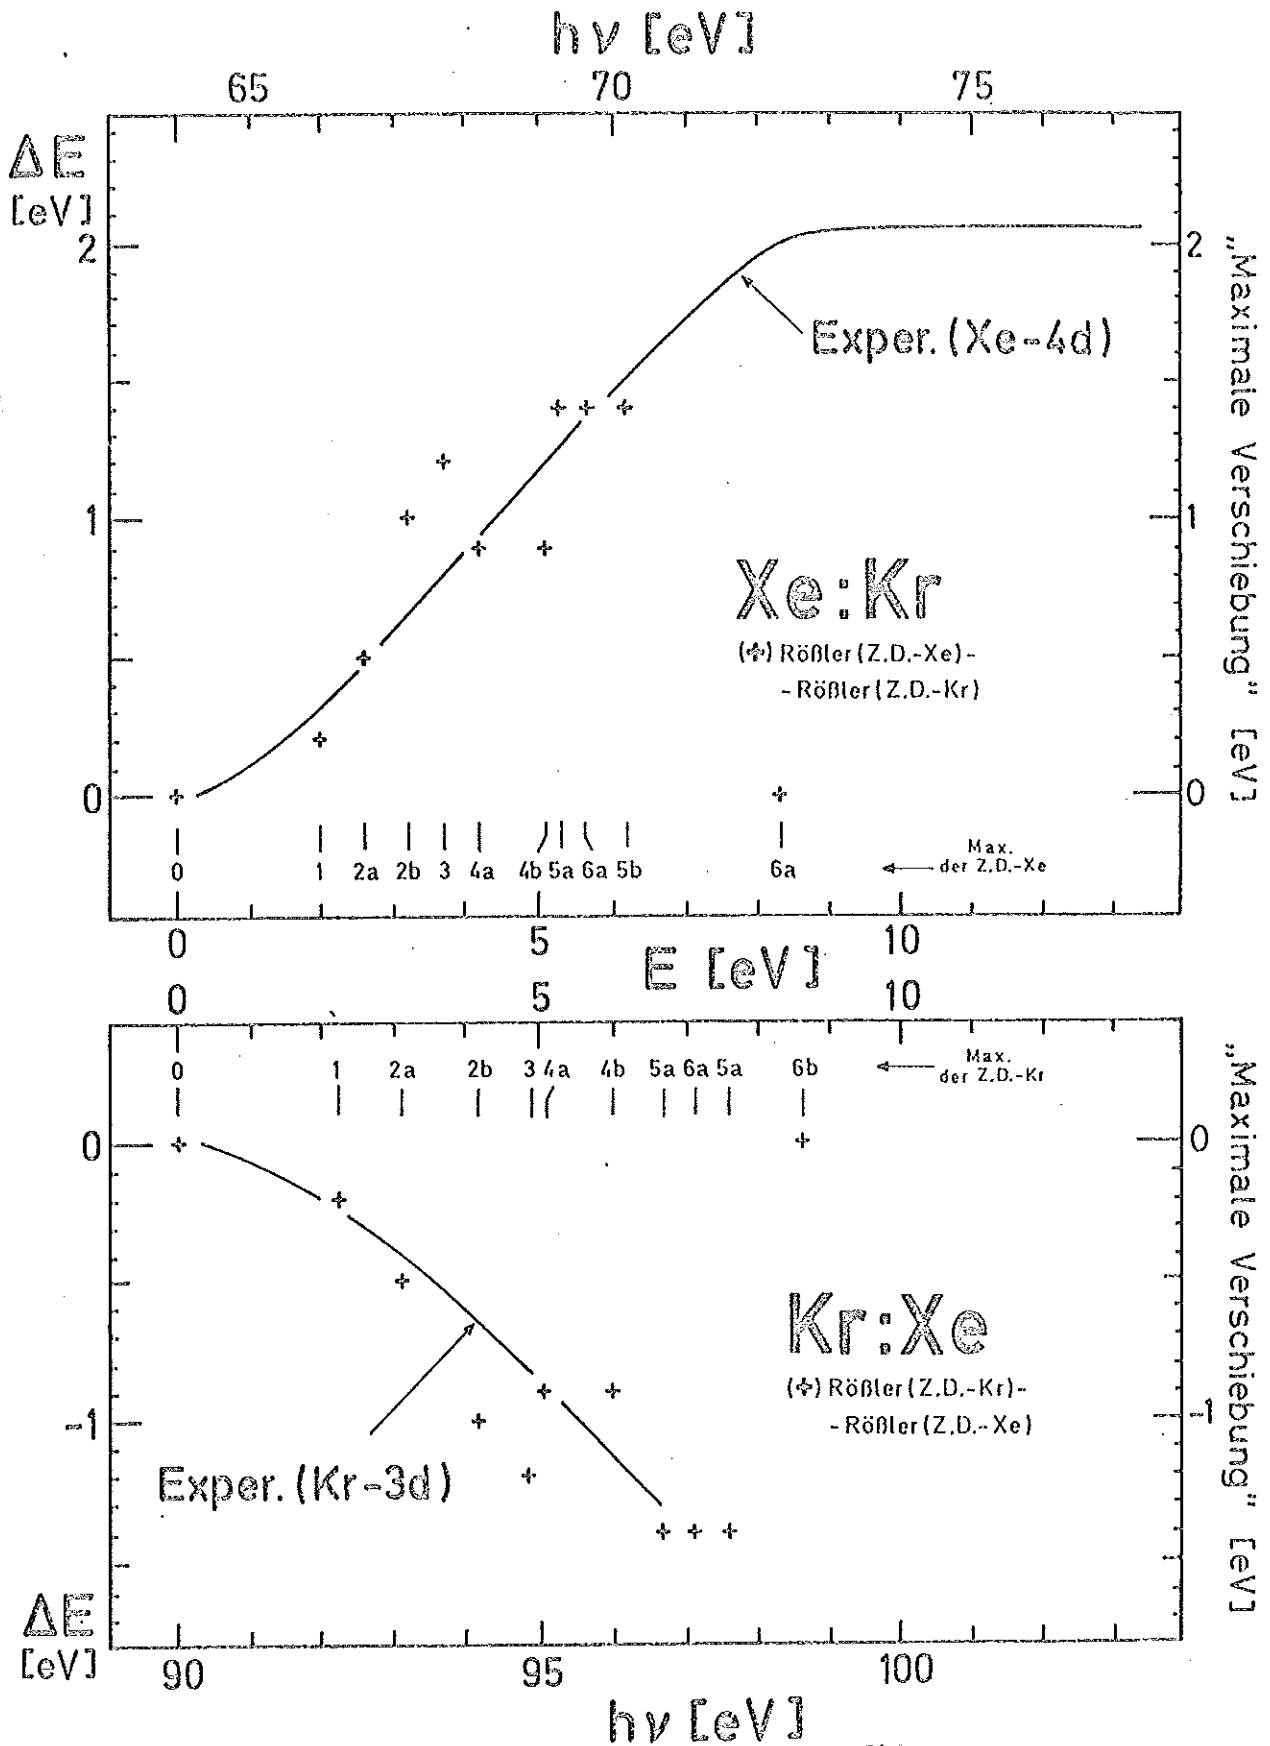 hν [eV]
65 70 75
ΔE
[eV]
2
1
0
2
1
0
„Maximale Verschiebung" [eV]
Exper. (Xe-4d)
Xe:Kr
(+) Rößler (Z.D.-Xe)-
-Rößler (Z.D.-Kr)
0 1 2a 2b 3 4a 4b 5a 6a 5b 6a
Max.
der Z.D.-Xe
0 5 10
E [eV]
0 5 10
0 1 2a 2b 3 4a 4b 5a 6a 5a 6b
Max.
der Z.D.-Kr
0
-1
0
-1
„Maximale Verschiebung" [eV]
Kr:Xe
(+) Rößler (Z.D.-Kr)-
-Rößler (Z.D.-Xe)
Exper. (Kr-3d)
ΔE
[eV]
90 95 100
hν [eV]